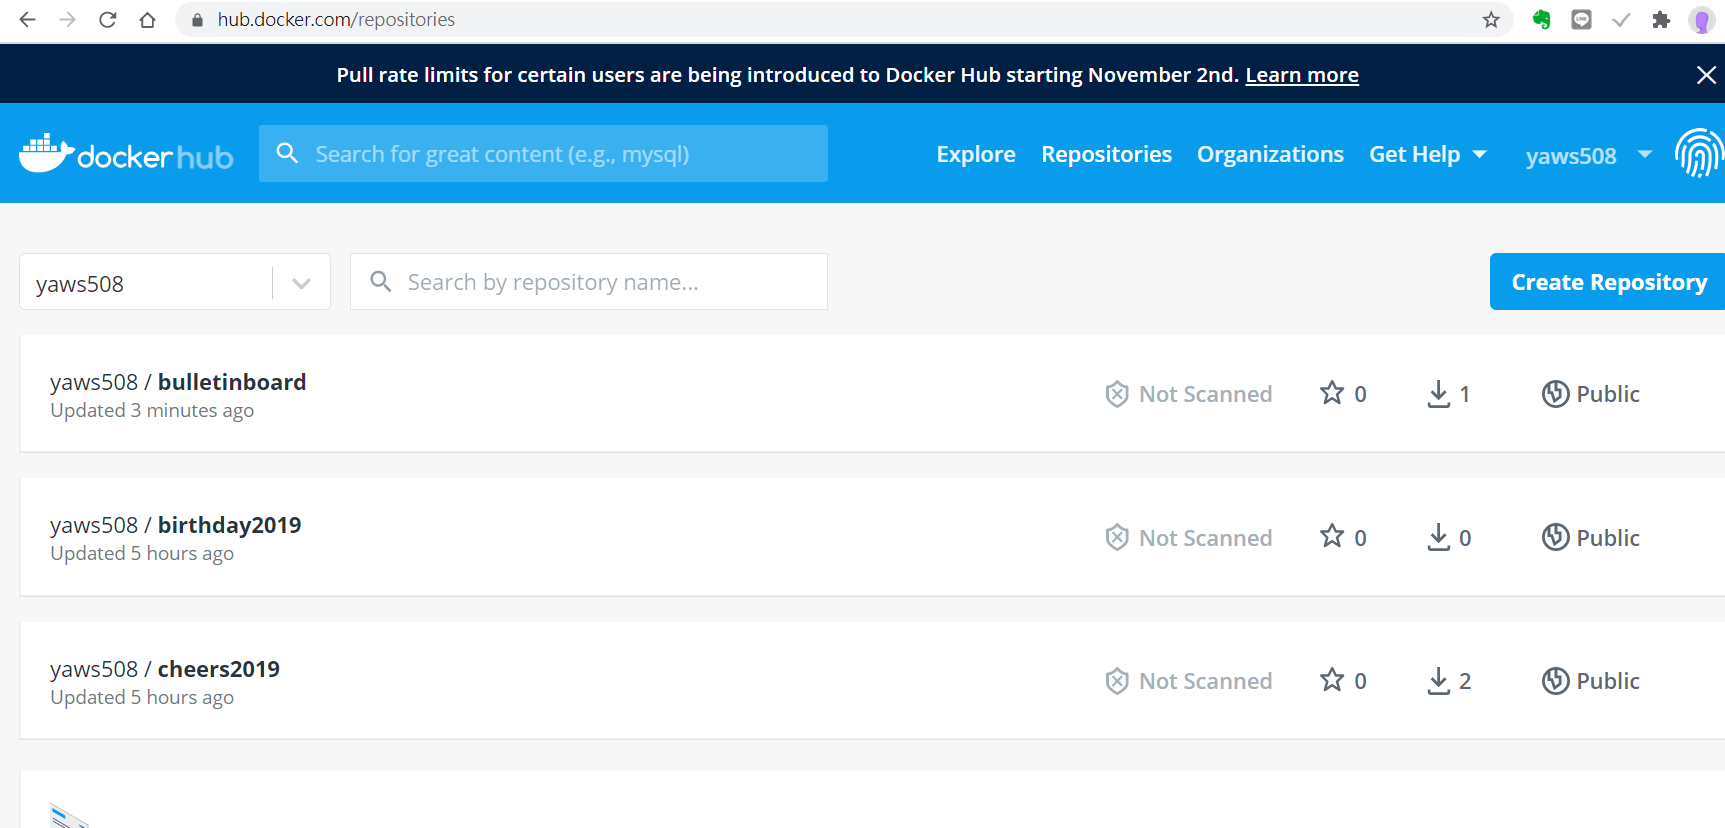 hub.docker.com/repositories
Pull rate limits for certain users are being introduced to Docker Hub starting November 2nd. Learn more
docker hub
Search for great content (e.g., mysql)
Explore
Repositories
Organizations
Get Help
yaws508
yaws508
Search by repository name...
Create Repository
yaws508 / bulletinboard
Updated 3 minutes ago
Not Scanned
0
1
Public
yaws508 / birthday2019
Updated 5 hours ago
Not Scanned
0
0
Public
yaws508 / cheers2019
Updated 5 hours ago
Not Scanned
0
2
Public